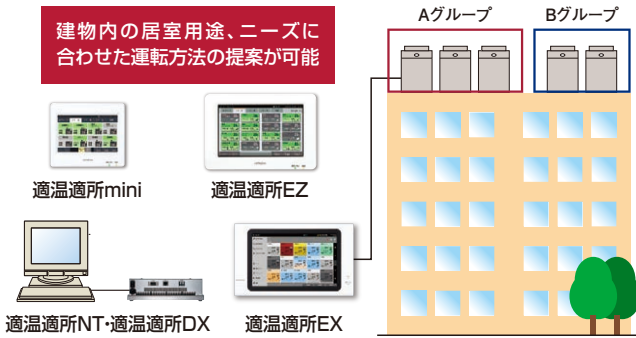 建物内の居室用途、ニーズに
合わせた運転方法の提案が可能
Aグループ
Bグループ
適温適所mini
適温適所EZ
適温適所NT・適温適所DX
適温適所EX